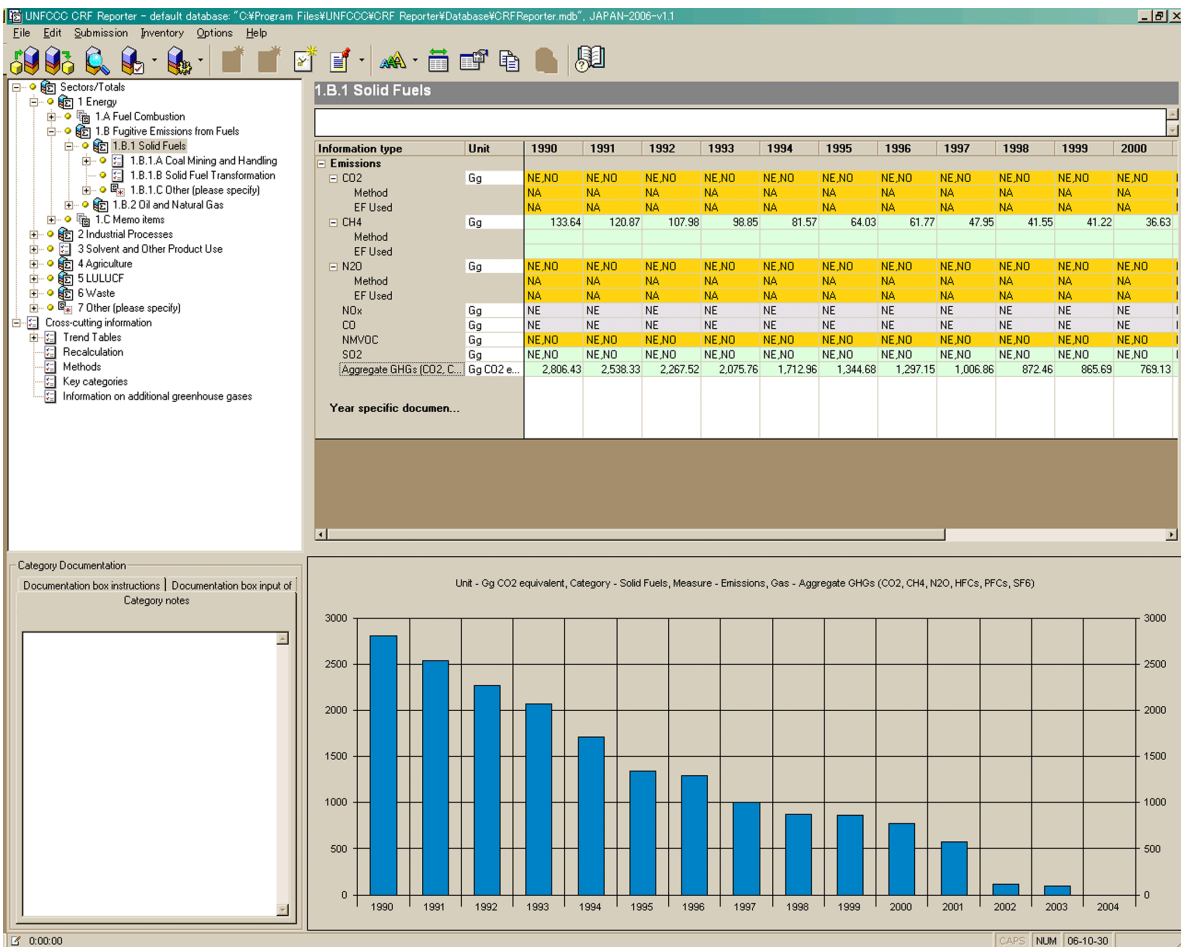 UNFCCC CRF Reporter - default database: "C:¥Program Files¥UNFCCC¥CRF Reporter¥Database¥CRFReporter.mdb", JAPAN-2006-v1.1
File Edit Submission Inventory Options Help
Sectors/Totals
1 Energy
1.A Fuel Combustion
1.B Fugitive Emissions from Fuels
1.B.1 Solid Fuels
1.B.1.A Coal Mining and Handling
1.B.1.B Solid Fuel Transformation
1.B.1.C Other (please specify)
1.B.2 Oil and Natural Gas
1.C Memo items
2 Industrial Processes
3 Solvent and Other Product Use
4 Agriculture
5 LULUCF
6 Waste
7 Other (please specify)
Cross-cutting information
Trend Tables
Recalculation
Methods
Key categories
Information on additional greenhouse gases
1.B.1 Solid Fuels
Information type Unit 1990 1991 1992 1993 1994 1995 1996 1997 1998 1999 2000
Emissions
CO2 Gg NE,NO NE,NO NE,NO NE,NO NE,NO NE,NO NE,NO NE,NO NE,NO NE,NO NE,NO
Method NA NA NA NA NA NA NA NA NA NA NA
EF Used NA NA NA NA NA NA NA NA NA NA NA
CH4 Gg 133.64 120.87 107.98 98.85 81.57 64.03 61.77 47.95 41.55 41.22 36.63
Method
EF Used
N2O Gg NE,NO NE,NO NE,NO NE,NO NE,NO NE,NO NE,NO NE,NO NE,NO NE,NO NE,NO
Method NA NA NA NA NA NA NA NA NA NA NA
EF Used NA NA NA NA NA NA NA NA NA NA NA
NOx Gg NE NE NE NE NE NE NE NE NE NE NE
CO Gg NE NE NE NE NE NE NE NE NE NE NE
NMVOC Gg NE,NO NE,NO NE,NO NE,NO NE,NO NE,NO NE,NO NE,NO NE,NO NE,NO NE,NO
SO2 Gg NE,NO NE,NO NE,NO NE,NO NE,NO NE,NO NE,NO NE,NO NE,NO NE,NO NE,NO
Aggregate GHGs (CO2, C... Gg CO2 e... 2,806.43 2,538.33 2,267.52 2,075.76 1,712.96 1,344.68 1,297.15 1,006.86 872.46 865.69 769.13
Year specific documen...
Category Documentation
Documentation box instructions Documentation box input of
Category notes
Unit - Gg CO2 equivalent, Category - Solid Fuels, Measure - Emissions, Gas - Aggregate GHGs (CO2, CH4, N2O, HFCs, PFCs, SF6)
3000 3000
2500 2500
2000 2000
1500 1500
1000 1000
500 500
0 0
1990 1991 1992 1993 1994 1995 1996 1997 1998 1999 2000 2001 2002 2003 2004
0:00:00 CAPS NUM 06-10-30